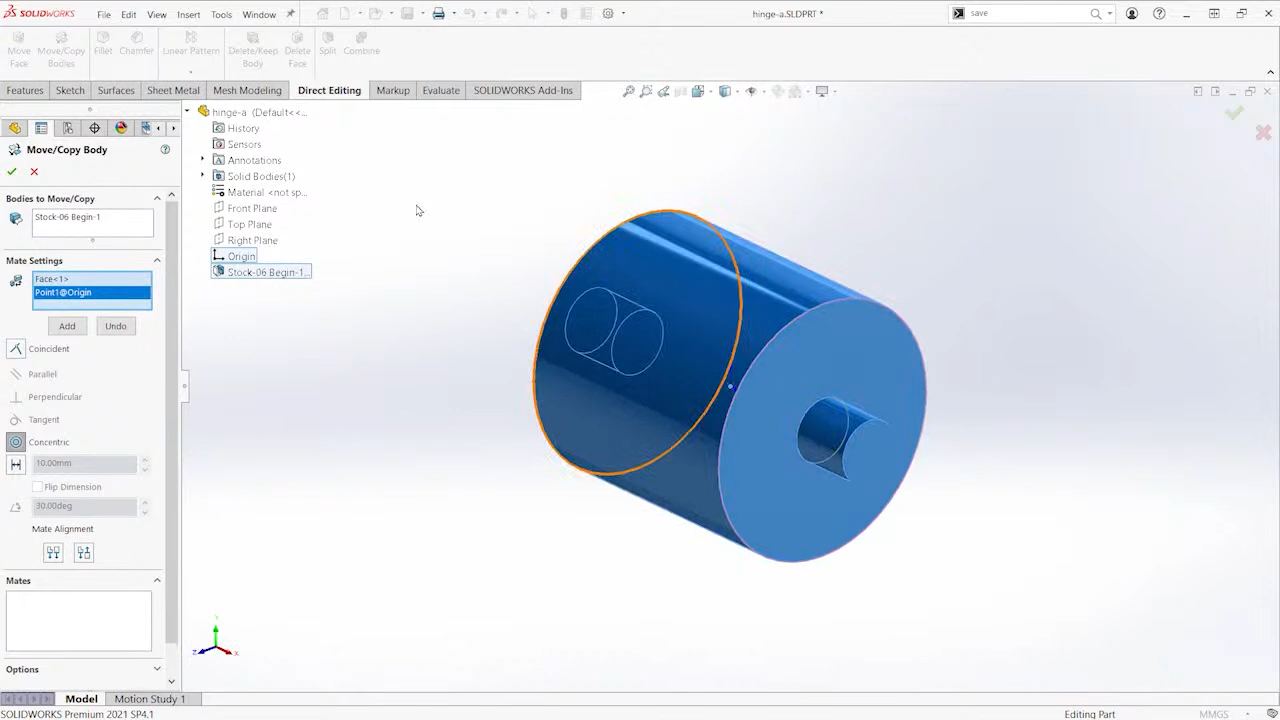 SOLIDWORKS File Edit View Insert Tools Window hinge-a.SLDPRT * save
Move Face Move/Copy Bodies Fillet Chamfer Linear Pattern Delete/Keep Body Delete Face Split Combine
Features Sketch Surfaces Sheet Metal Mesh Modeling Direct Editing Markup Evaluate SOLIDWORKS Add-Ins
Move/Copy Body
Bodies to Move/Copy
Stock-06 Begin-1
Mate Settings
Face<1>
Point1@Origin
Add Undo
Coincident
Parallel
Perpendicular
Tangent
Concentric
10.00mm
Flip Dimension
30.00deg
Mate Alignment
Mates
Options
hinge-a (Default<<...
History
Sensors
Annotations
Solid Bodies(1)
Material <not sp...
Front Plane
Top Plane
Right Plane
Origin
Stock-06 Begin-1...
Y
Z X
Model Motion Study 1
SOLIDWORKS Premium 2021 SP4.1 Editing Part MMGS